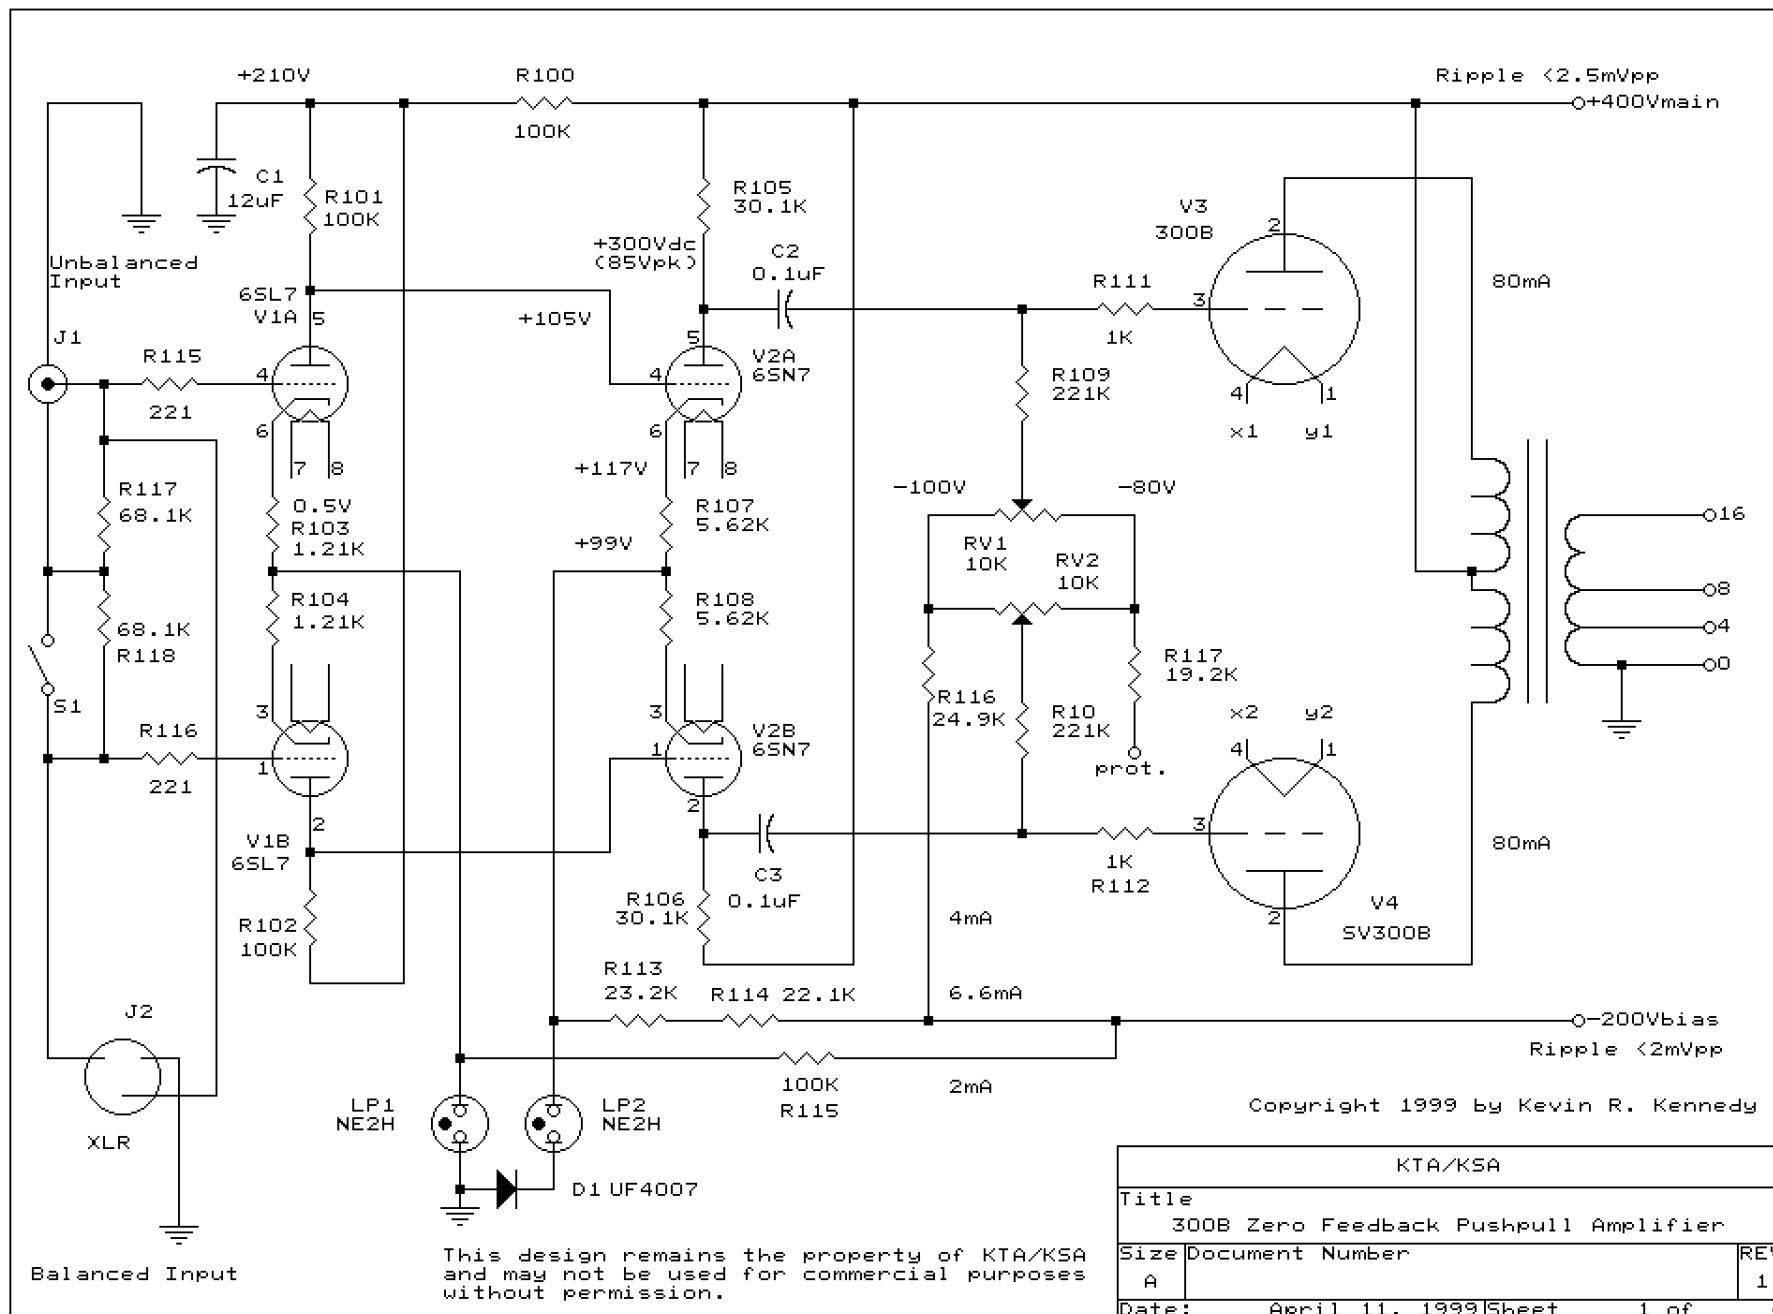 +210V
R100
100K
Ripple <2.5mVpp
+400Vmain
C1
12uF
R101
100K
R105
30.1K
V3
300B
2
+300Vdc
(85Vpk)
C2
0.1uF
Unbalanced
Input
6SL7
V1A
5
+105V
R111
1K
3
80mA
J1
R115
221
4
5
V2A
6SN7
4
R109
221K
4
1
x1
y1
6
7
8
6
7
8
+117V
-100V
-80V
R117
68.1K
0.5V
R103
1.21K
R107
5.62K
+99V
RV1
10K
RV2
10K
16
R104
1.21K
R108
5.62K
8
68.1K
R118
4
R117
19.2K
0
S1
R116
24.9K
R10
221K
x2
y2
R116
221
3
1
3
1
V2B
6SN7
prot.
4
1
2
2
3
V1B
6SL7
1K
R112
80mA
C3
0.1uF
R106
30.1K
2
V4
SV300B
R102
100K
4mA
R113
23.2K
R114 22.1K
6.6mA
J2
-200Vbias
Ripple <2mVpp
100K
R115
2mA
LP1
NE2H
LP2
NE2H
XLR
Copyright 1999 by Kevin R. Kennedy
D1 UF4007
KTA/KSA
Title
300B Zero Feedback Pushpull Amplifier
Size
Document Number
A
1
Balanced Input
This design remains the property of KTA/KSA
and may not be used for commercial purposes
without permission.
Date: April 11, 1999 Sheet 1 of